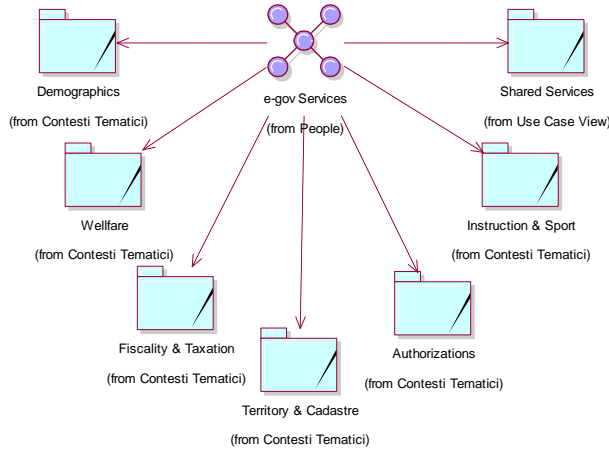 Demographics
(from Contesti Tematici)
e-gov Services
(from People)
Shared Services
(from Use Case View)
Wellfare
(from Contesti Tematici)
Instruction & Sport
(from Contesti Tematici)
Fiscality & Taxation
(from Contesti Tematici)
Authorizations
(from Contesti Tematici)
Territory & Cadastre
(from Contesti Tematici)